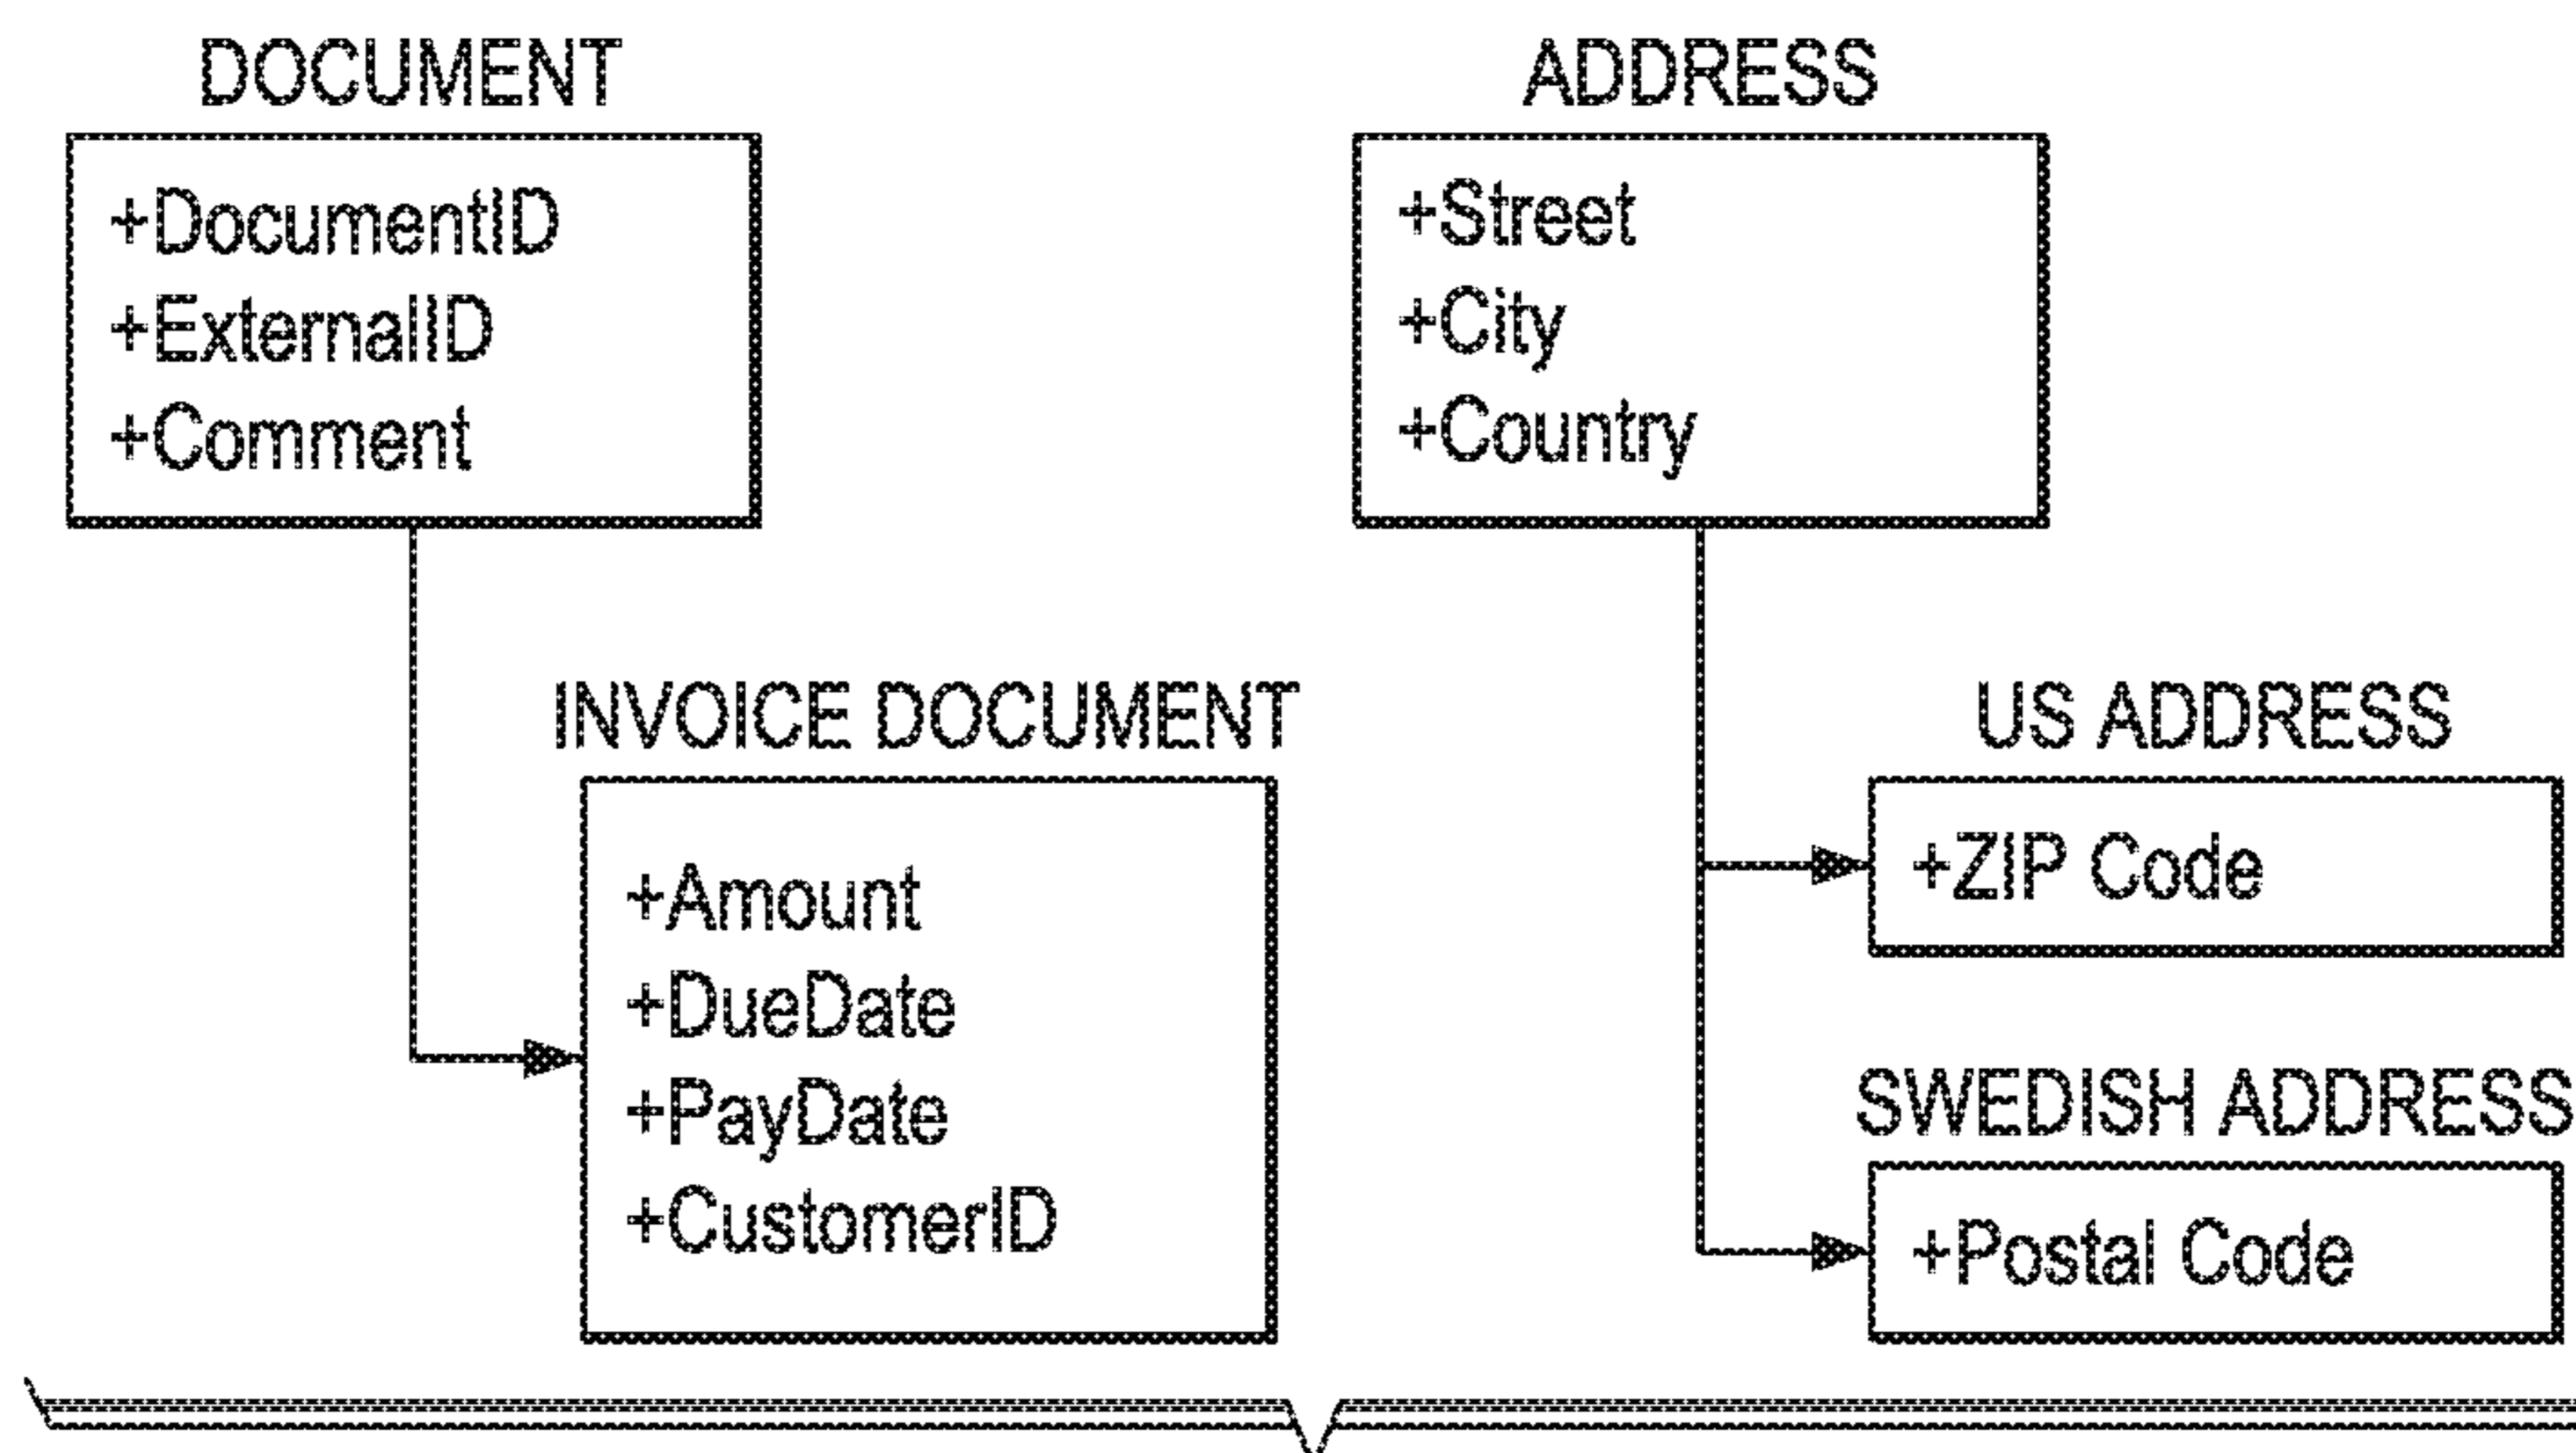 DOCUMENT
+DocumentID
+ExternalID
+Comment
INVOICE DOCUMENT
+Amount
+DueDate
+PayDate
+CustomerID
ADDRESS
+Street
+City
+Country
US ADDRESS
+ZIP Code
SWEDISH ADDRESS
+Postal Code